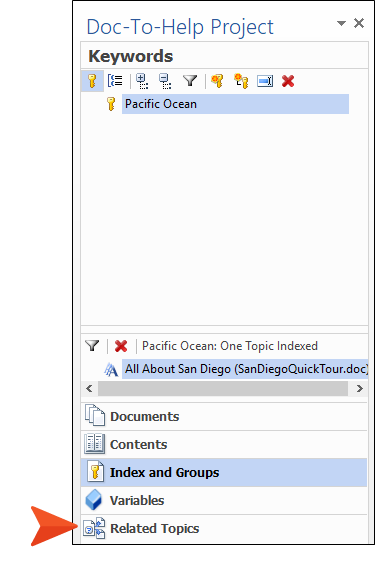 Doc-To-Help Project
Keywords
Pacific Ocean
Pacific Ocean: One Topic Indexed
All About San Diego (SanDiegoQuickTour.doc)
Documents
Contents
Index and Groups
Variables
Related Topics